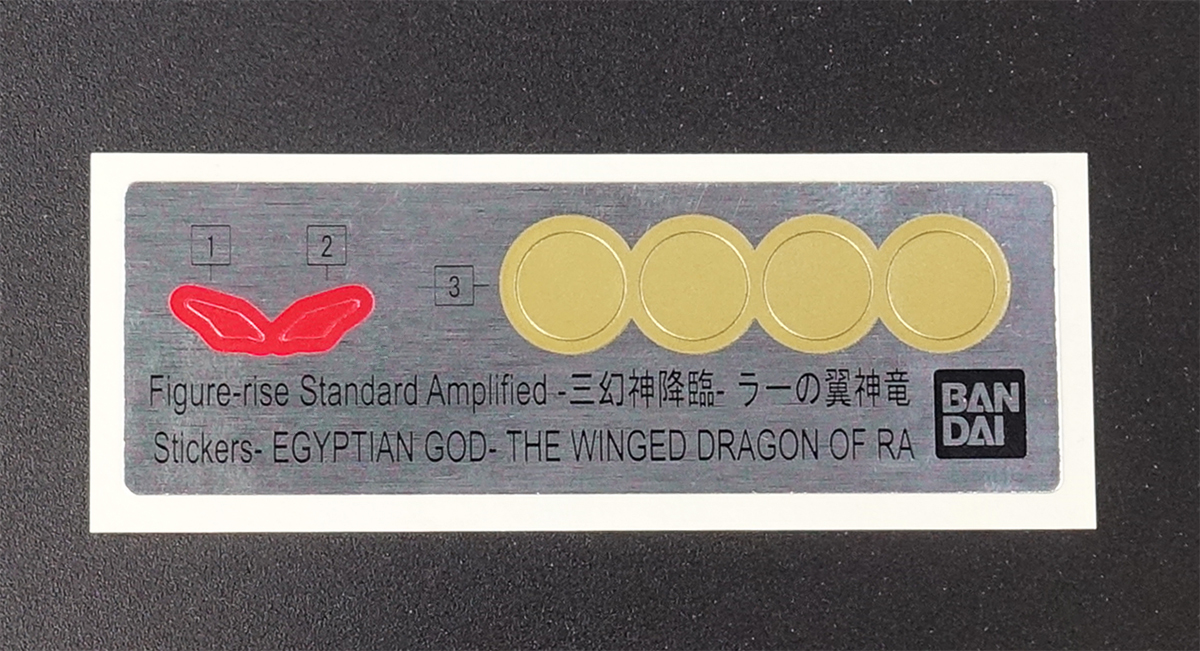 1
2
3
Figure-rise Standard Amplified -三幻神降臨- ラーの翼神竜
Stickers- EGYPTIAN GOD- THE WINGED DRAGON OF RA
BAN
DAI